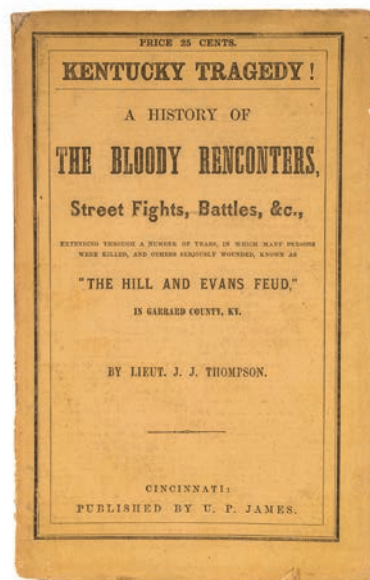 PRICE 25 CENTS.
KENTUCKY TRAGEDY!
A HISTORY OF
THE BLOODY RENCONTERS,
Street Fights, Battles, &c.,
EXTENDING THROUGH A NUMBER OF YEARS, IN WHICH MANY PERSONS
WERE KILLED, AND OTHERS SERIOUSLY WOUNDED, KNOWN AS
"THE HILL AND EVANS FEUD,"
IN GARRARD COUNTY, KY.
BY LIEUT. J. J. THOMPSON.
CINCINNATI:
PUBLISHED BY U. P. JAMES.